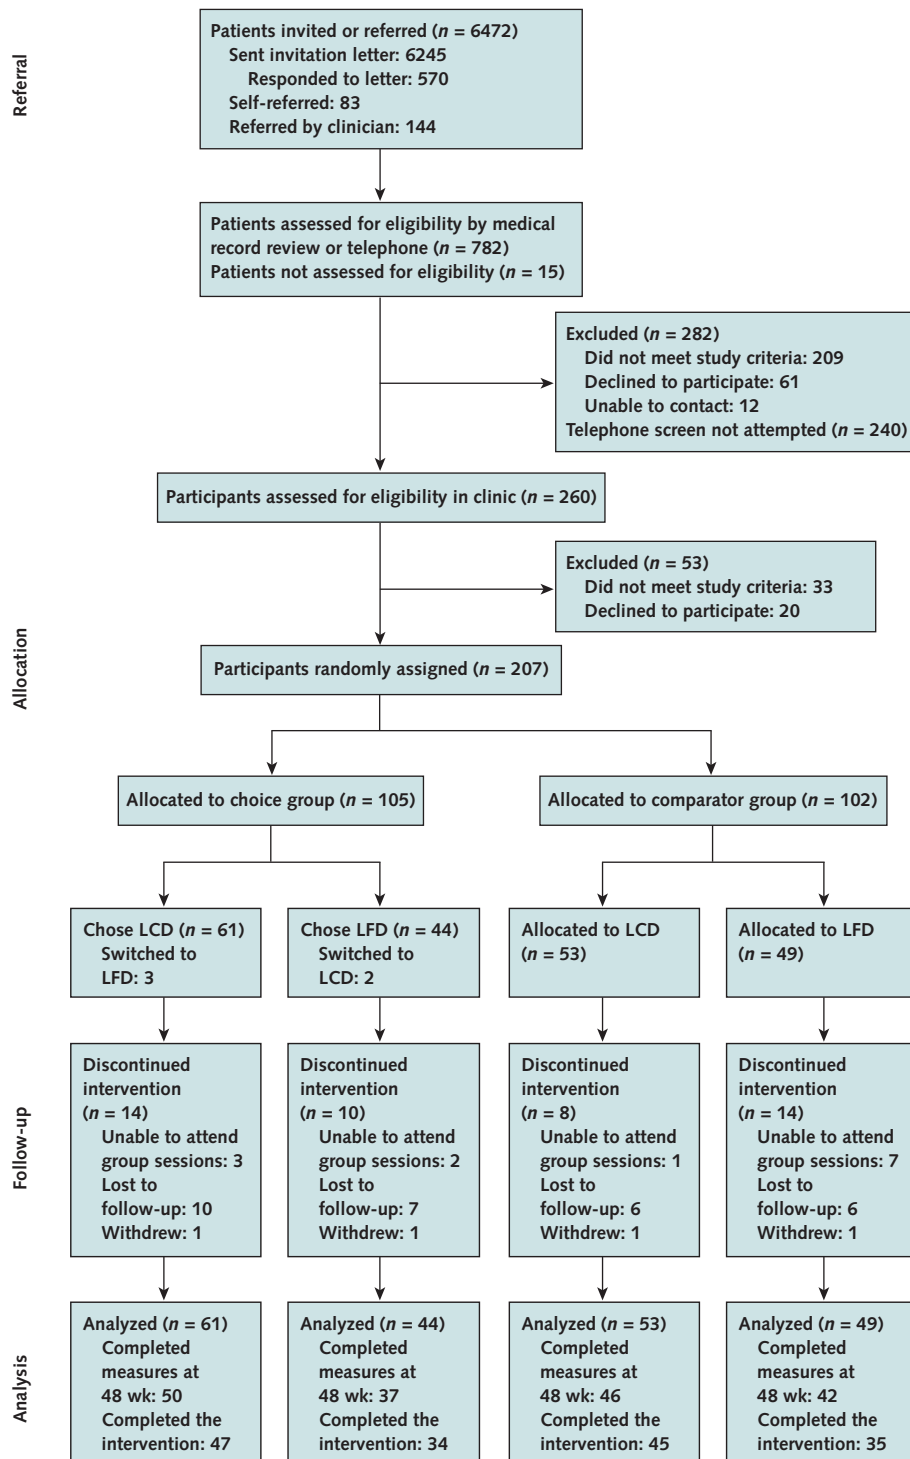 Referral
Patients invited or referred (n = 6472)
Sent invitation letter: 6245
Responded to letter: 570
Self-referred: 83
Referred by clinician: 144
Patients assessed for eligibility by medical
record review or telephone (n = 782)
Patients not assessed for eligibility (n = 15)
Excluded (n = 282)
Did not meet study criteria: 209
Declined to participate: 61
Unable to contact: 12
Telephone screen not attempted (n = 240)
Participants assessed for eligibility in clinic (n = 260)
Excluded (n = 53)
Did not meet study criteria: 33
Declined to participate: 20
Allocation
Participants randomly assigned (n = 207)
Allocated to choice group (n = 105)
Allocated to comparator group (n = 102)
Chose LCD (n = 61)
Switched to
LFD: 3
Chose LFD (n = 44)
Switched to
LCD: 2
Allocated to LCD
(n = 53)
Allocated to LFD
(n = 49)
Follow-up
Discontinued
intervention
(n = 14)
Unable to attend
group sessions: 3
Lost to
follow-up: 10
Withdrew: 1
Discontinued
intervention
(n = 10)
Unable to attend
group sessions: 2
Lost to
follow-up: 7
Withdrew: 1
Discontinued
intervention
(n = 8)
Unable to attend
group sessions: 1
Lost to
follow-up: 6
Withdrew: 1
Discontinued
intervention
(n = 14)
Unable to attend
group sessions: 7
Lost to
follow-up: 6
Withdrew: 1
Analysis
Analyzed (n = 61)
Completed
measures at
48 wk: 50
Completed the
intervention: 47
Analyzed (n = 44)
Completed
measures at
48 wk: 37
Completed the
intervention: 34
Analyzed (n = 53)
Completed
measures at
48 wk: 46
Completed the
intervention: 45
Analyzed (n = 49)
Completed
measures at
48 wk: 42
Completed the
intervention: 35